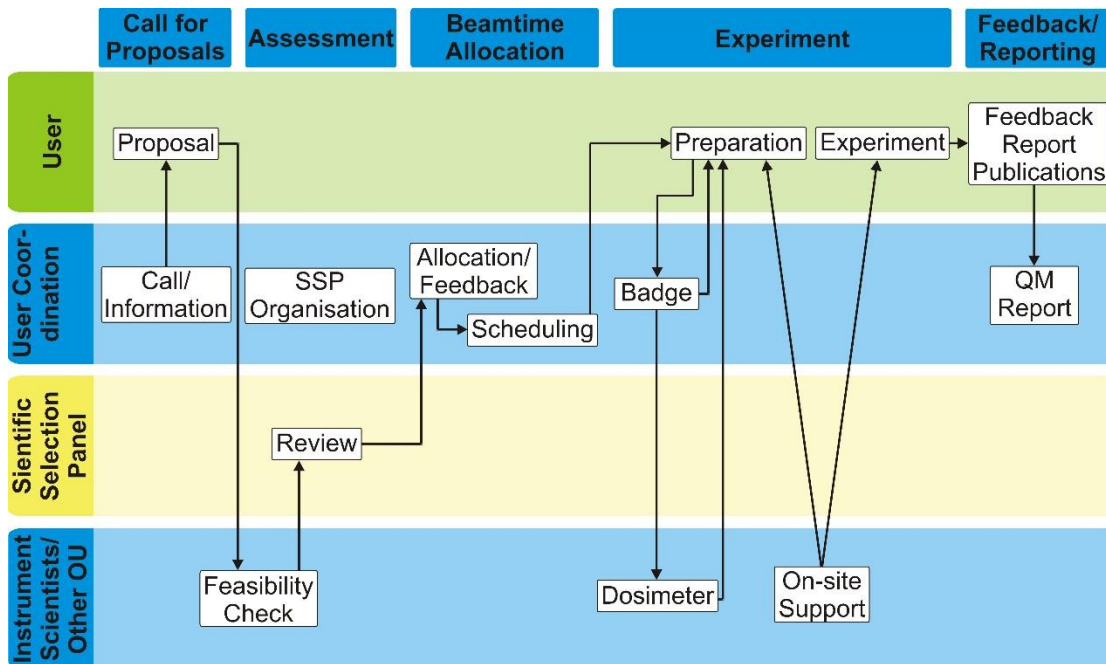 Call for
Proposals
Assessment
Beamtime
Allocation
Experiment
Feedback/
Reporting
User
Proposal
Preparation
Experiment
Feedback
Report
Publications
User Coor-
dination
Call/
Information
SSP
Organisation
Allocation/
Feedback
Scheduling
Badge
QM
Report
Sientific
Selection
Panel
Review
Instrument
Scientists/
Other OU
Feasibility
Check
Dosimeter
On-site
Support